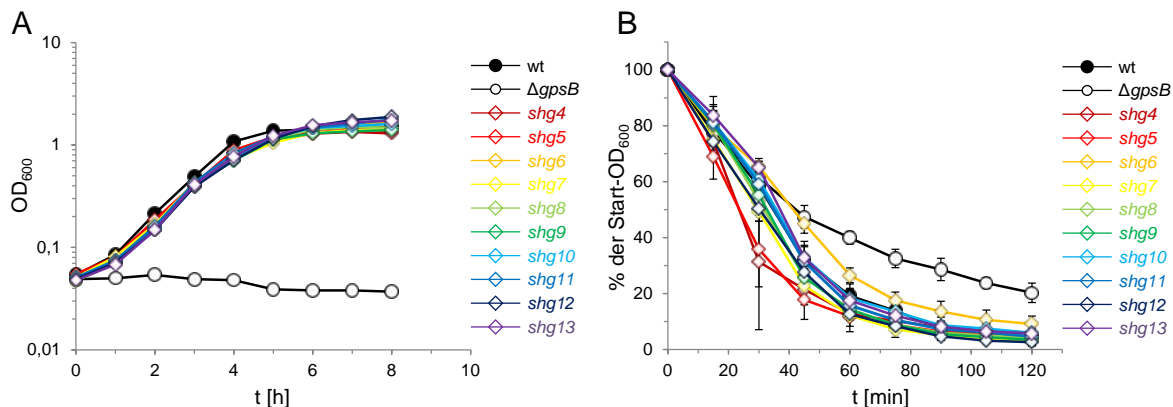 A
OD600
1
0,1
0,01
0
2
4
6
8
10
t [h]
wt
ΔgpsB
shg4
shg5
shg6
shg7
shg8
shg9
shg10
shg11
shg12
shg13
B
% der Start-OD600
100
80
60
40
20
0
0
20
40
60
80
100
120
t [min]
wt
ΔgpsB
shg4
shg5
shg6
shg7
shg8
shg9
shg10
shg11
shg12
shg13